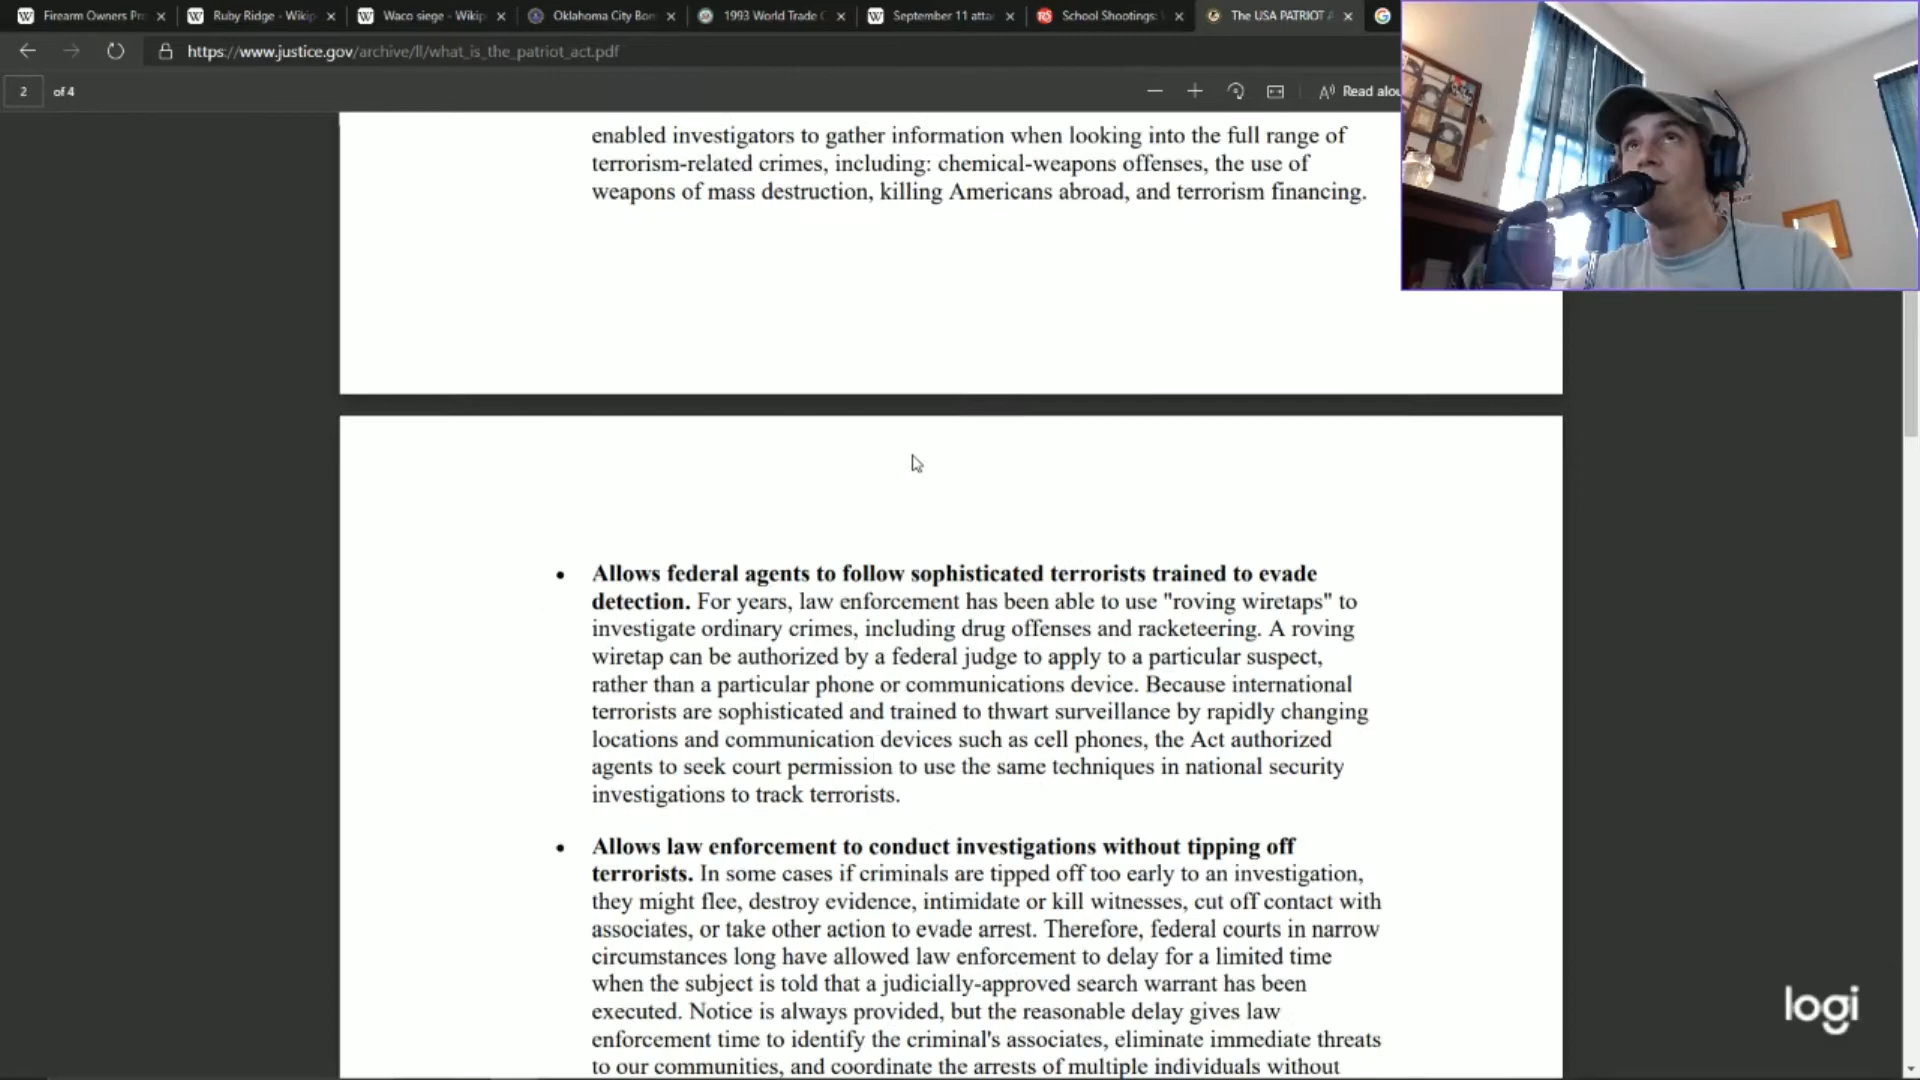 Firearm Owners Pr
Ruby Ridge - Wikip
Waco siege - Wikip
Oklahoma City Bom
1993 World Trade C
September 11 atta
School Shootings:
The USA PATRIOT A
https://www.justice.gov/archive/ll/what_is_the_patriot_act.pdf
2 of 4
Read alou
enabled investigators to gather information when looking into the full range of
terrorism-related crimes, including: chemical-weapons offenses, the use of
weapons of mass destruction, killing Americans abroad, and terrorism financing.
• Allows federal agents to follow sophisticated terrorists trained to evade
detection. For years, law enforcement has been able to use "roving wiretaps" to
investigate ordinary crimes, including drug offenses and racketeering. A roving
wiretap can be authorized by a federal judge to apply to a particular suspect,
rather than a particular phone or communications device. Because international
terrorists are sophisticated and trained to thwart surveillance by rapidly changing
locations and communication devices such as cell phones, the Act authorized
agents to seek court permission to use the same techniques in national security
investigations to track terrorists.
• Allows law enforcement to conduct investigations without tipping off
terrorists. In some cases if criminals are tipped off too early to an investigation,
they might flee, destroy evidence, intimidate or kill witnesses, cut off contact with
associates, or take other action to evade arrest. Therefore, federal courts in narrow
circumstances long have allowed law enforcement to delay for a limited time
when the subject is told that a judicially-approved search warrant has been
executed. Notice is always provided, but the reasonable delay gives law
enforcement time to identify the criminal's associates, eliminate immediate threats
to our communities, and coordinate the arrests of multiple individuals without
logi